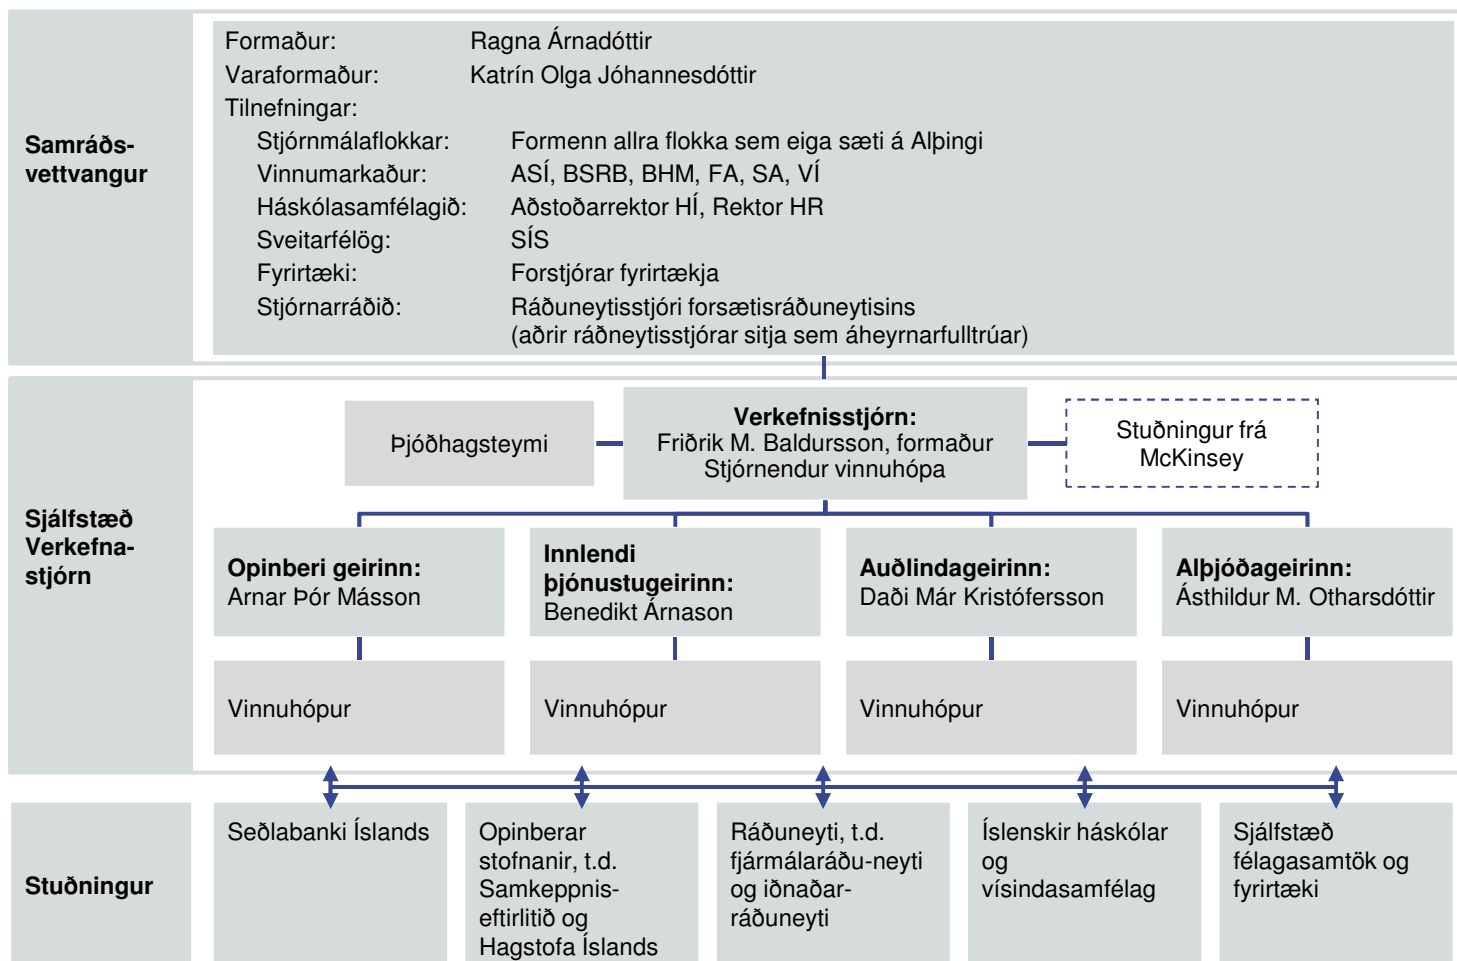 Samráðs-
vettvangur
Formaður: Ragna Árnadóttir
Varaformaður: Katrín Olga Jóhannesdóttir
Tilnefningar:
Stjórnmálaflokkar: Formenn allra flokka sem eiga sæti á Alþingi
Vinnumarkaður: ASÍ, BSRB, BHM, FA, SA, VÍ
Háskólasamfélagið: Aðstoðarrektor HÍ, Rektor HR
Sveitarfélög: SÍS
Fyrirtæki: Forstjórar fyrirtækja
Stjórnarráðið: Ráðuneytisstjóri forsætisráðuneytisins
(aðrir ráðneytisstjórar sitja sem áheyrnarfulltrúar)
Sjálfstæð
Verkefna-
stjórn
Þjóðhagsteymi
Verkefnisstjórn:
Friðrik M. Baldursson, formaður
Stjórnendur vinnuhópa
Stuðningur frá
McKinsey
Opinberi geirinn:
Arnar Þór Másson
Innlendi
þjónustugeirinn:
Benedikt Árnason
Auðlindageirinn:
Daði Már Kristófersson
Alþjóðageirinn:
Ásthildur M. Otharsdóttir
Vinnuhópur
Vinnuhópur
Vinnuhópur
Vinnuhópur
Stuðningur
Seðlabanki Íslands
Opinberar
stofnanir, t.d.
Samkeppnis-
eftirlitið og
Hagstofa Íslands
Ráðuneyti, t.d.
fjármálaráðu-neyti
og iðnaðar-
ráðuneyti
Íslenskir háskólar
og
vísindasamfélag
Sjálfstæð
félagasamtök og
fyrirtæki